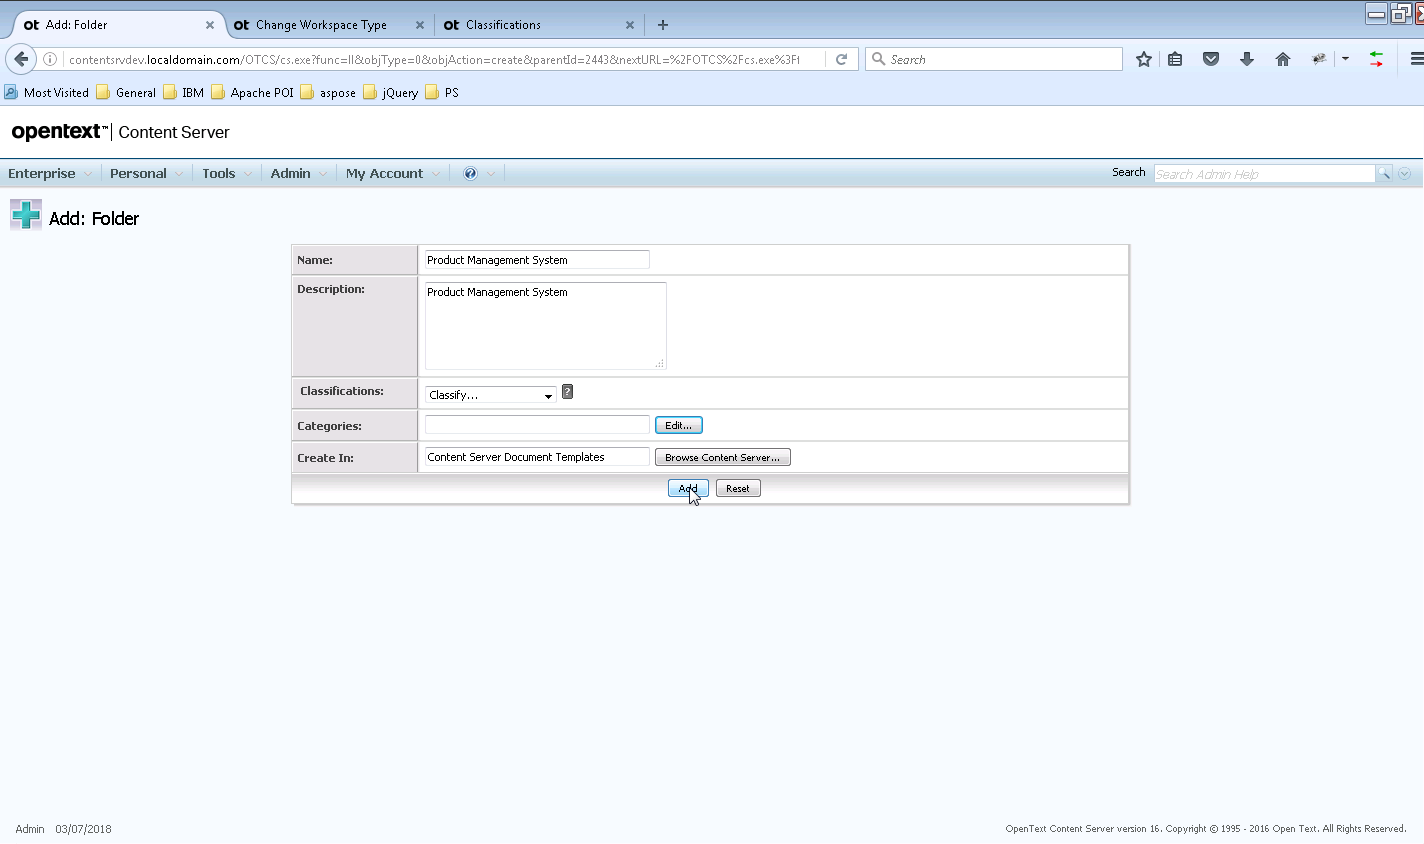 ot Add: Folder
ot Change Workspace Type
ot Classifications
contentsrvdev.localdomain.com/OTCS/cs.exe?func=ll&objType=0&objAction=create&parentId=2443&nextURL=%2FOTCS%2Fcs.exe%3Ff
Search
Most Visited General IBM Apache POI aspose jQuery PS
opentext™ | Content Server
Enterprise Personal Tools Admin My Account ?
Search Search Admin Help
Add: Folder
Name: Product Management System
Description: Product Management System
Classifications: Classify... ?
Categories: Edit...
Create In: Content Server Document Templates Browse Content Server...
Add Reset
Admin 03/07/2018
OpenText Content Server version 16. Copyright © 1995 - 2016 Open Text. All Rights Reserved.